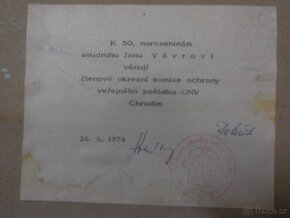 K 50. narozeninám
soudruhu Janu Vávrovi
věnují
členové okresní komise ochrany
veřejného pořádku ONV
Chrudim
26. 6. 1974